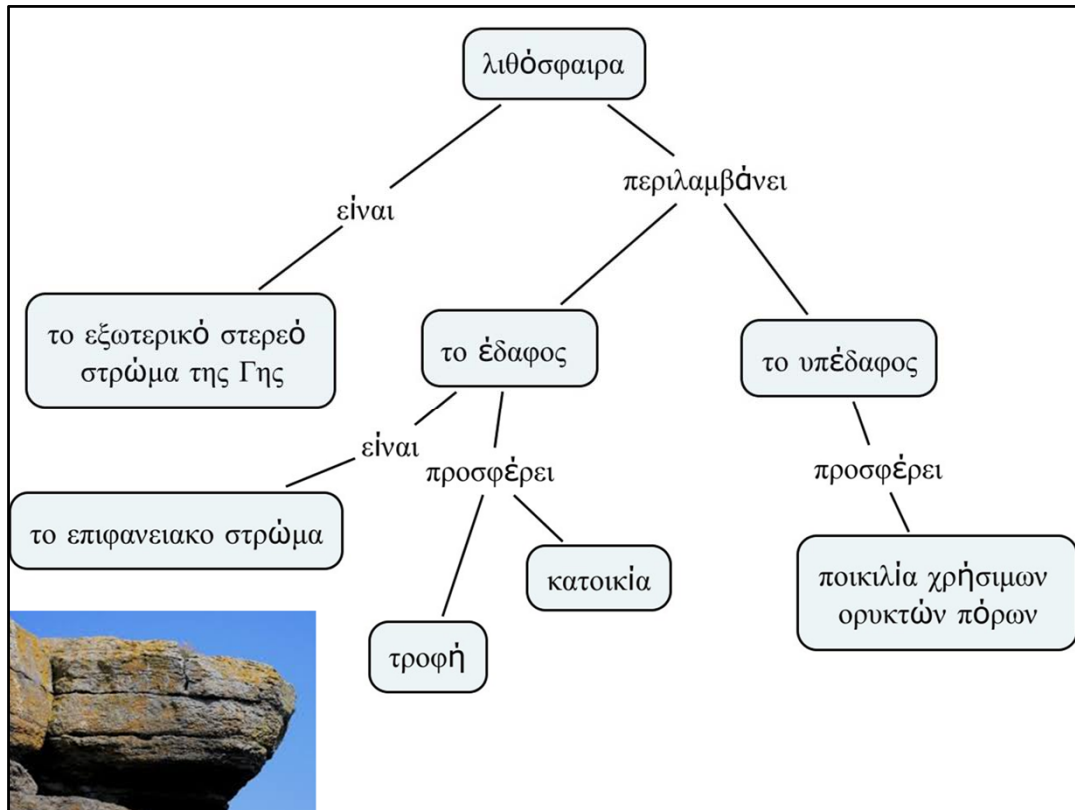 λιθόσφαιρα
περιλαμβάνει
είναι
το εξωτερικό στερεό
στρώμα της Γης
το έδαφος
το υπέδαφος
είναι
προσφέρει
προσφέρει
το επιφανειακο στρώμα
κατοικία
ποικιλία χρήσιμων
ορυκτών πόρων
τροφή